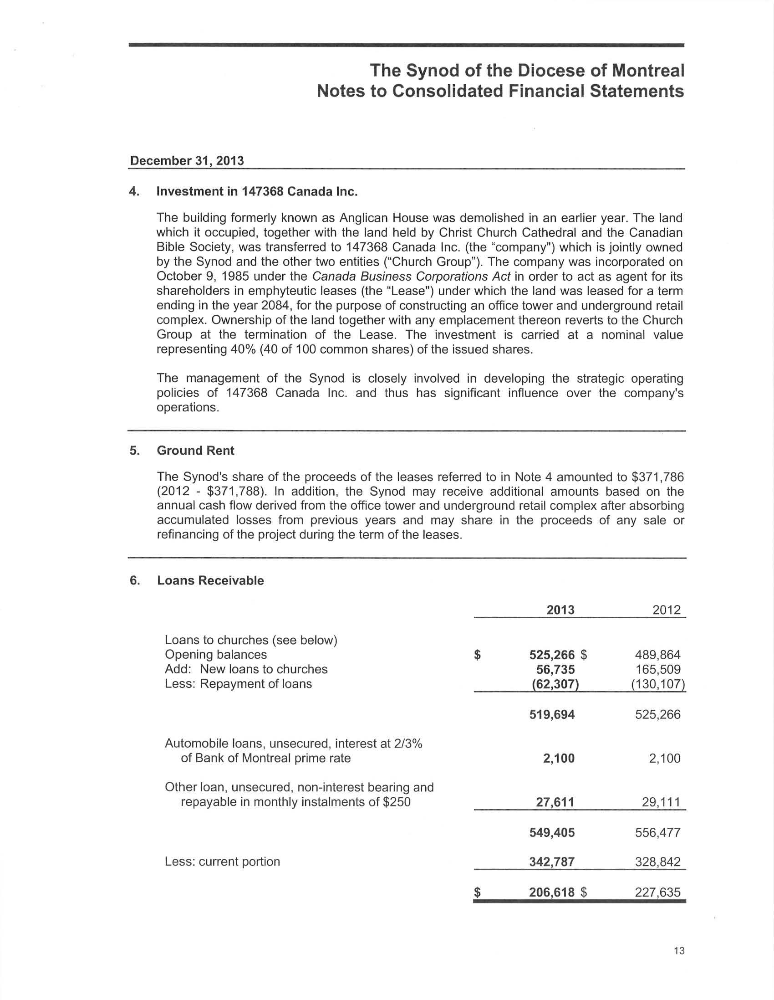 The Synod of the Diocese of Montreal
Notes to Consolidated Financial Statements
December 31, 2013
4. Investment in 147368 Canada Inc.
The building formerly known as Anglican House was demolished in an earlier year. The land
which it occupied, together with the land held by Christ Church Cathedral and the Canadian
Bible Society, was transferred to 147368 Canada Inc. (the “company") which is jointly owned
by the Synod and the other two entities (“Church Group”). The company was incorporated on
October 9, 1985 under the Canada Business Corporations Act in order to act as agent for its
shareholders in emphyteutic leases (the “Lease") under which the land was leased for a term
ending in the year 2084, for the purpose of constructing an office tower and underground retail
complex. Ownership of the land together with any emplacement thereon reverts to the Church
Group at the termination of the Lease. The investment is carried at a nominal value
representing 40% (40 of 100 common shares) of the issued shares.
The management of the Synod is closely involved in developing the strategic operating
policies of 147368 Canada Inc. and thus has significant influence over the company's
operations.
5. Ground Rent
The Synod's share of the proceeds of the leases referred to in Note 4 amounted to $371,786
(2012 - $371,788). In addition, the Synod may receive additional amounts based on the
annual cash flow derived from the office tower and underground retail complex after absorbing
accumulated losses from previous years and may share in the proceeds of any sale or
refinancing of the project during the term of the leases.
6. Loans Receivable
2013 2012
Loans to churches (see below)
Opening balances $ 525,266 $ 489,864
Add: New loans to churches 56,735 165,509
Less: Repayment of loans (62,307) (130,107)
519,694 525,266
Automobile loans, unsecured, interest at 2/3%
of Bank of Montreal prime rate 2,100 2,100
Other loan, unsecured, non-interest bearing and
repayable in monthly instalments of $250 27,611 29,111
549,405 556,477
Less: current portion 342,787 328,842
$ 206,618 $ 227,635
13